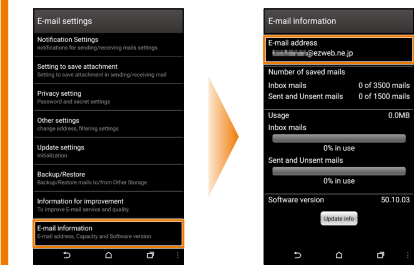 E-mail settings
Notification Settings
notifications for sending/receiving mails settings
Setting to save attachment
Setting to save attachment in sending/receiving mail
Privacy setting
Password and secret settings
Other settings
change address, filtering settings
Update settings
Initialization
Backup/Restore
Backup/Restore mails to/from Other Storage
Information for improvement
To improve E-mail service and quality
E-mail information
E-mail address, Capacity and Software version
E-mail information
E-mail address
@ezweb.ne.jp
Number of saved mails
Inbox mails 0 of 3500 mails
Sent and Unsent mails 0 of 1500 mails
Usage 0.0MB
Inbox mails
0% in use
Sent and Unsent mails
0% in use
Software version 50.10.03
Update info